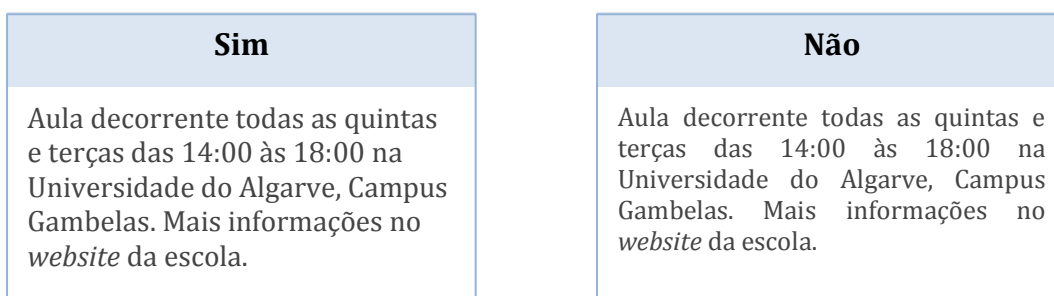 Sim
Aula decorrente todas as quintas
e terças das 14:00 às 18:00 na
Universidade do Algarve, Campus
Gambelas. Mais informações no
website da escola.
Não
Aula decorrente todas as quintas e
terças das 14:00 às 18:00 na
Universidade do Algarve, Campus
Gambelas. Mais informações no
website da escola.